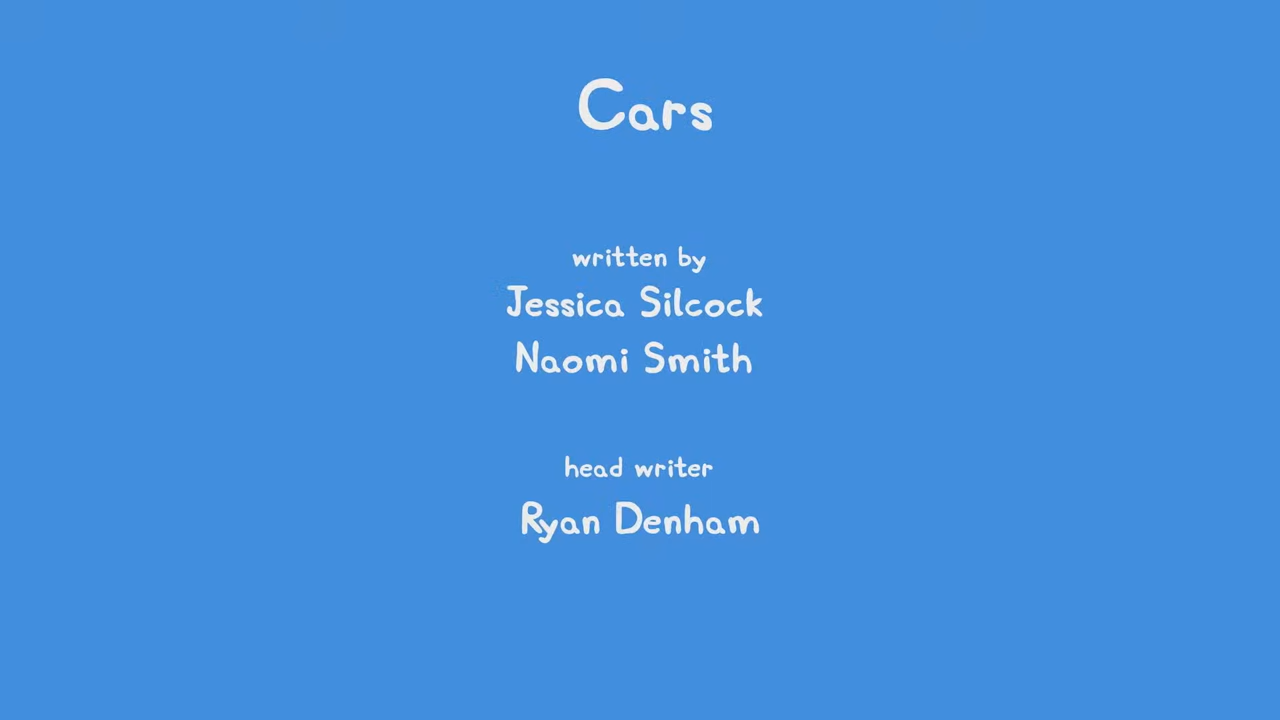 Cars
written by
Jessica Silcock
Naomi Smith
head writer
Ryan Denham